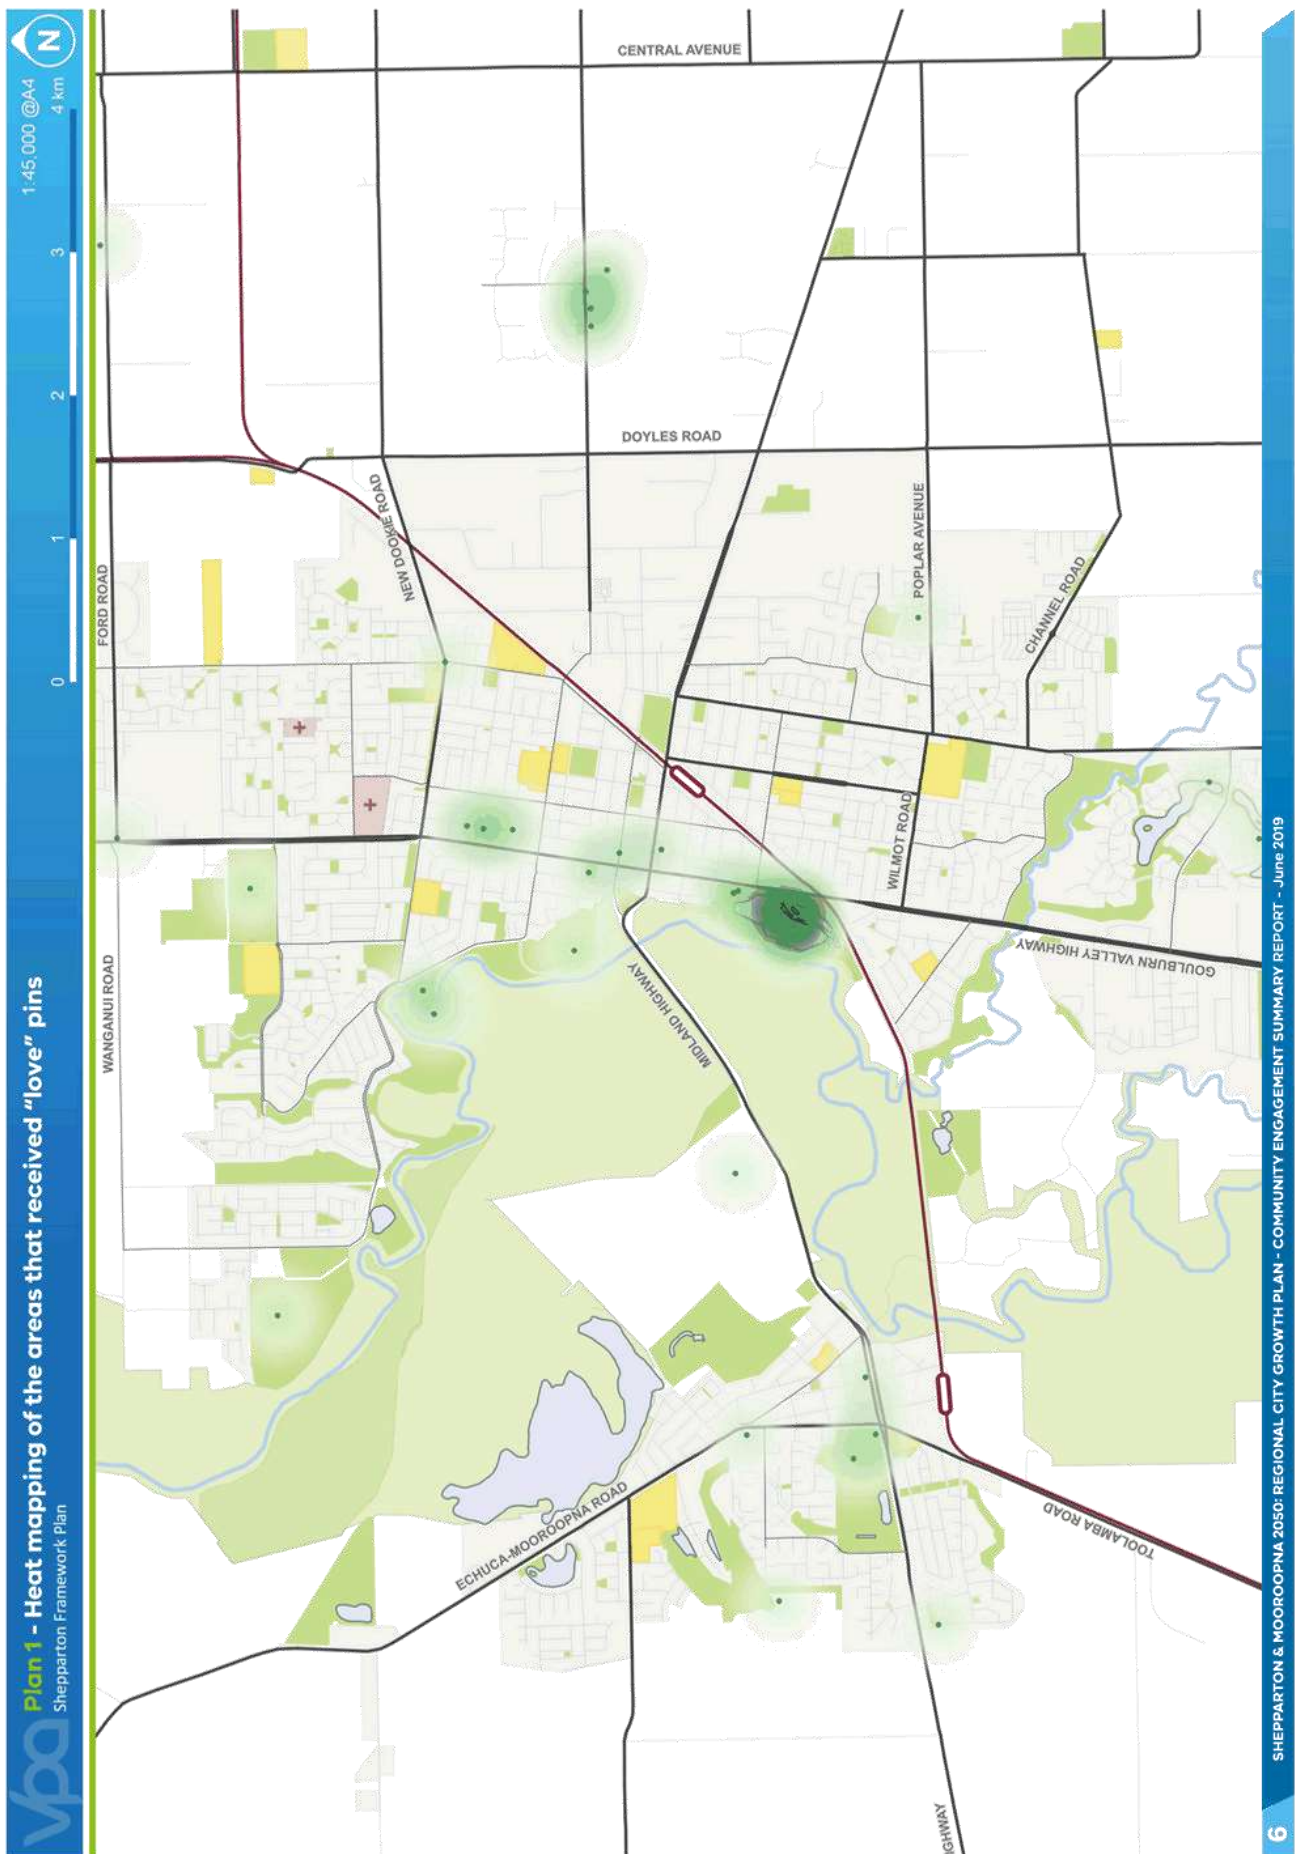 vpa
Plan 1 - Heat mapping of the areas that received "love" pins
Shepparton Framework Plan
0 1 2 3 4 km
1:45,000 @A4
N
WANGANUI ROAD
FORD ROAD
NEW DOOKIE ROAD
DOYLES ROAD
CENTRAL AVENUE
MIDLAND HIGHWAY
ECHUCA-MOOROOPNA ROAD
WILMOT ROAD
POPLAR AVENUE
CHANNEL ROAD
GOULBURN VALLEY HIGHWAY
TOOLAMBA ROAD
GHWAY
6
SHEPPARTON & MOOROOPNA 2050: REGIONAL CITY GROWTH PLAN - COMMUNITY ENGAGEMENT SUMMARY REPORT - June 2019